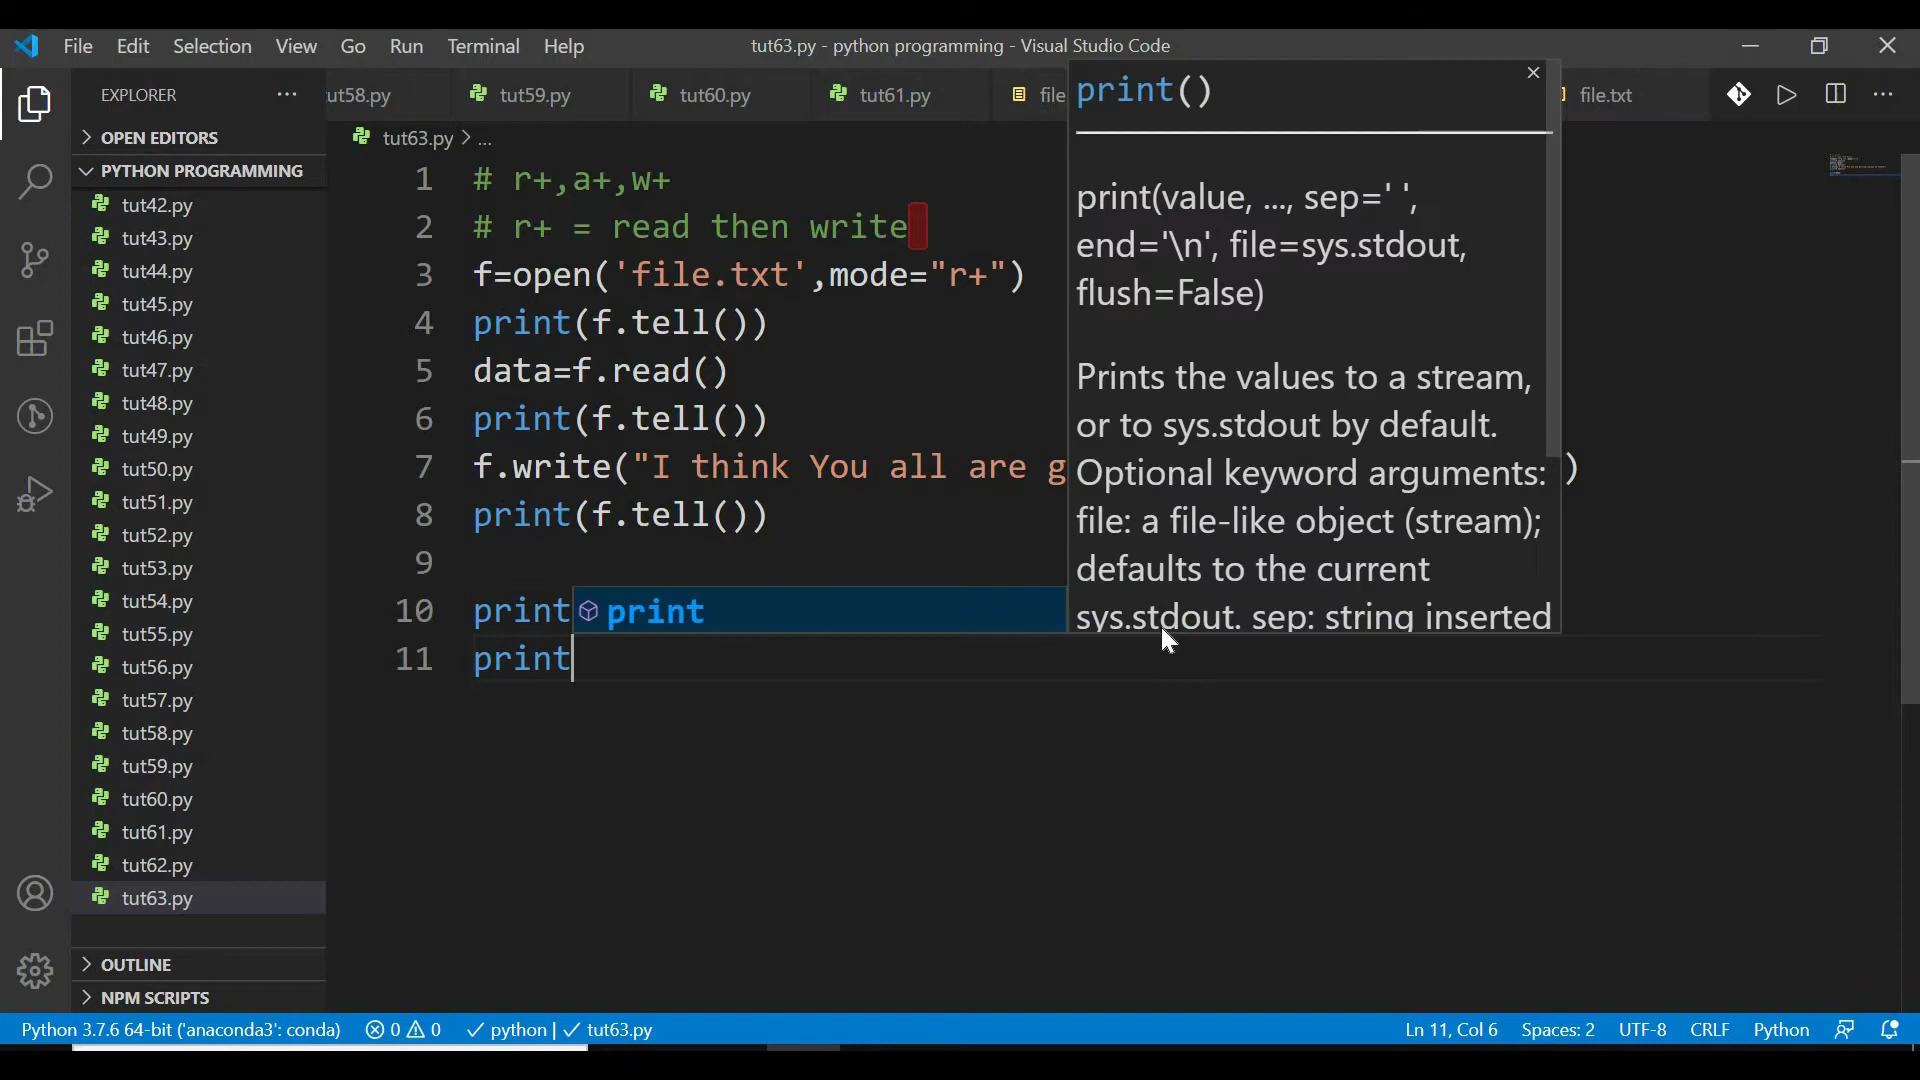 File Edit Selection View Go Run Terminal Help
tut63.py - python programming - Visual Studio Code
EXPLORER
OPEN EDITORS
PYTHON PROGRAMMING
tut42.py
tut43.py
tut44.py
tut45.py
tut46.py
tut47.py
tut48.py
tut49.py
tut50.py
tut51.py
tut52.py
tut53.py
tut54.py
tut55.py
tut56.py
tut57.py
tut58.py
tut59.py
tut60.py
tut61.py
tut62.py
tut63.py
OUTLINE
NPM SCRIPTS
ut58.py tut59.py tut60.py tut61.py file file.txt
tut63.py > ...
1 # r+,a+,w+
2 # r+ = read then write
3 f=open('file.txt',mode="r+")
4 print(f.tell())
5 data=f.read()
6 print(f.tell())
7 f.write("I think You all are g )
8 print(f.tell())
9
10 print
11 print
print
print()
print(value, ..., sep=' ',
end='\n', file=sys.stdout,
flush=False)
Prints the values to a stream,
or to sys.stdout by default.
Optional keyword arguments:
file: a file-like object (stream);
defaults to the current
sys.stdout. sep: string inserted
Python 3.7.6 64-bit ('anaconda3': conda) 0 0 python | tut63.py Ln 11, Col 6 Spaces: 2 UTF-8 CRLF Python